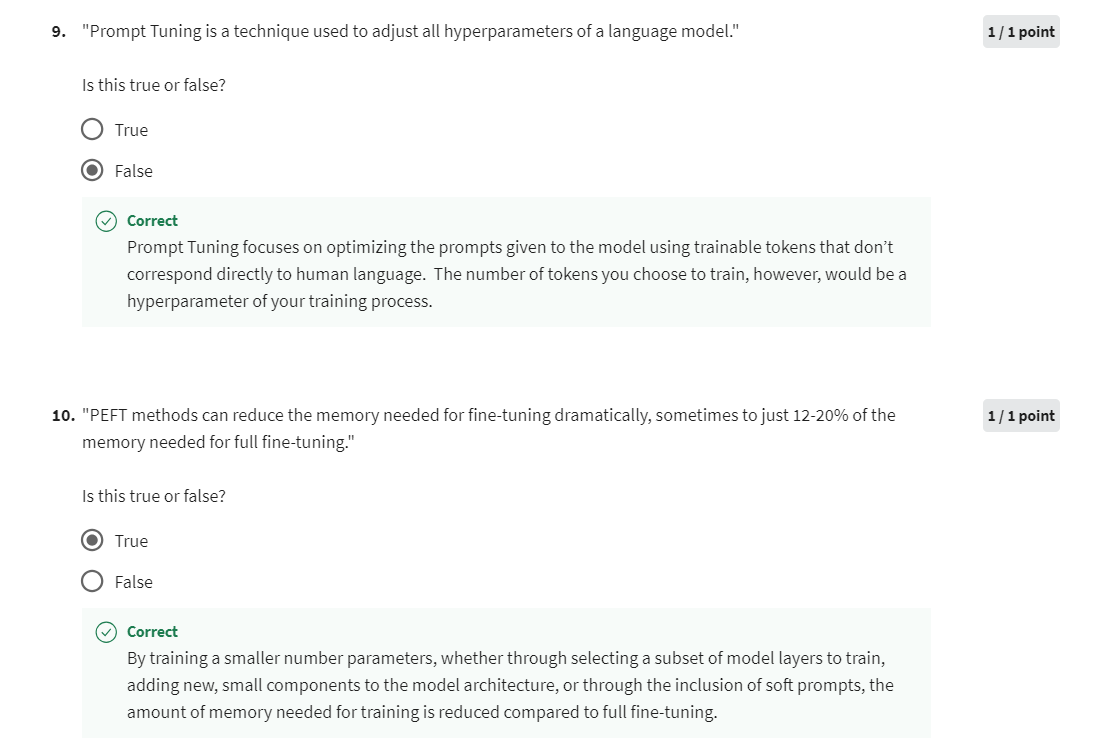 9. "Prompt Tuning is a technique used to adjust all hyperparameters of a language model."
1 / 1 point
Is this true or false?
True
False
Correct
Prompt Tuning focuses on optimizing the prompts given to the model using trainable tokens that don’t
correspond directly to human language.  The number of tokens you choose to train, however, would be a
hyperparameter of your training process.
10. "PEFT methods can reduce the memory needed for fine-tuning dramatically, sometimes to just 12-20% of the
1 / 1 point
memory needed for full fine-tuning."
Is this true or false?
True
False
Correct
By training a smaller number parameters, whether through selecting a subset of model layers to train,
adding new, small components to the model architecture, or through the inclusion of soft prompts, the
amount of memory needed for training is reduced compared to full fine-tuning.